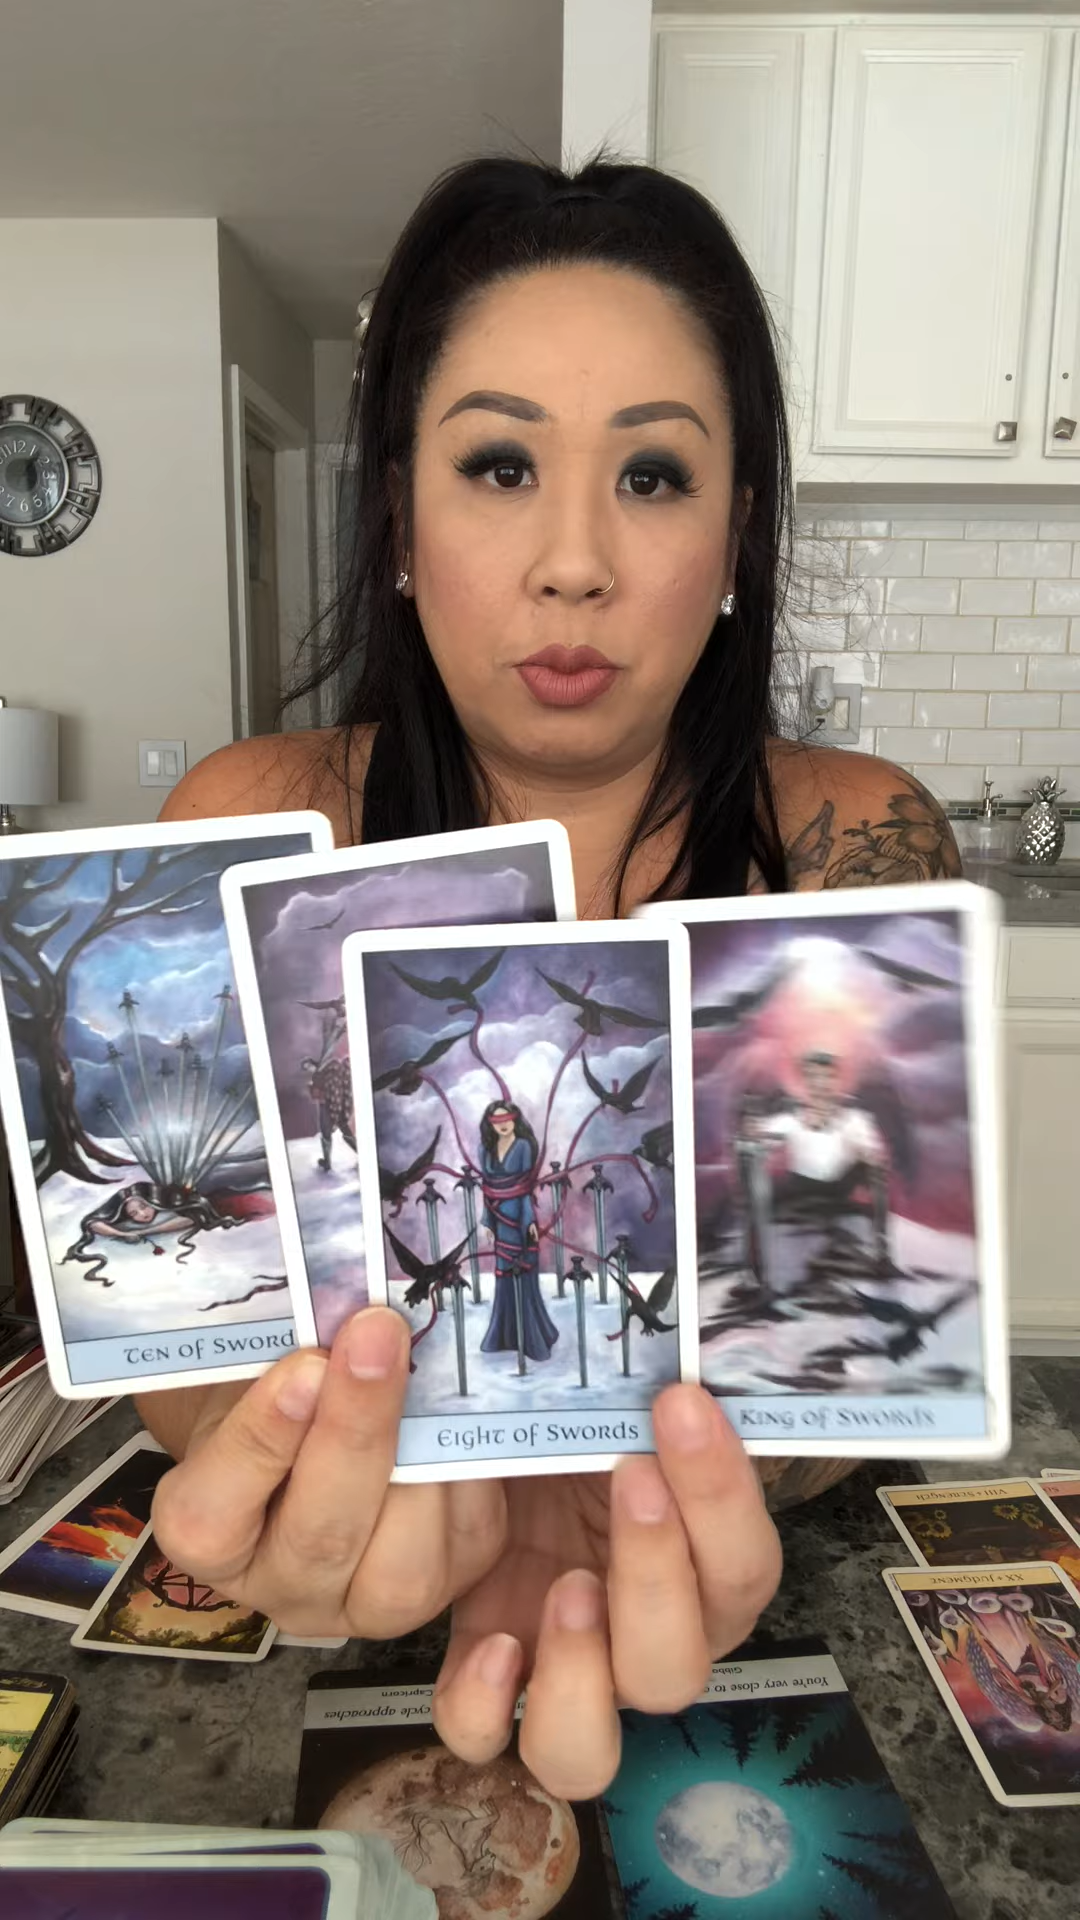 TEN OF SWORD
EIGHT OF SWORDS
KING OF SWORDS
VIII + STRENGTH
XX + JUDGMENT
You're very close to
Gibbo
cycle approaches
Capricorn